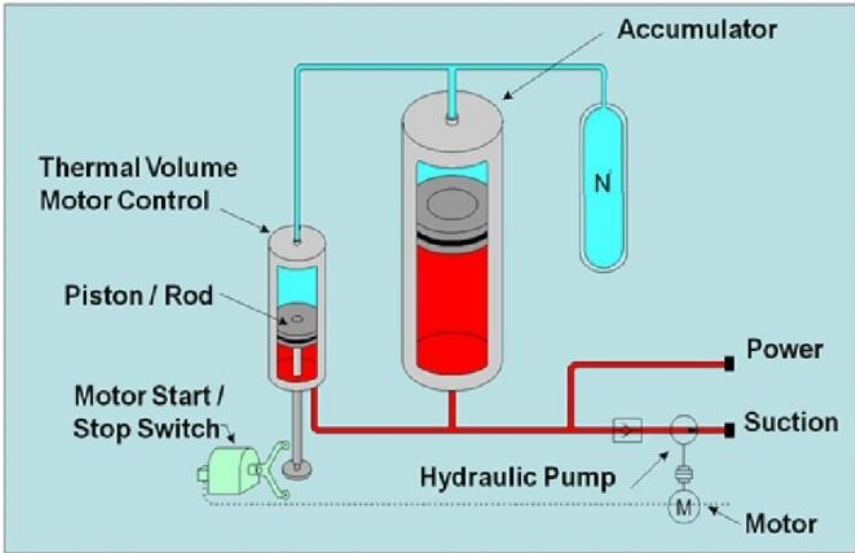 Accumulator
Thermal Volume
Motor Control
N
Piston / Rod
Power
Motor Start /
Stop Switch
Suction
Hydraulic Pump
M
Motor